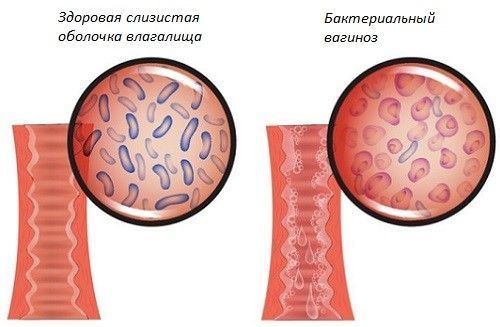 Здоровая слизистая
оболочка влагалища
Бактериальный
вагиноз